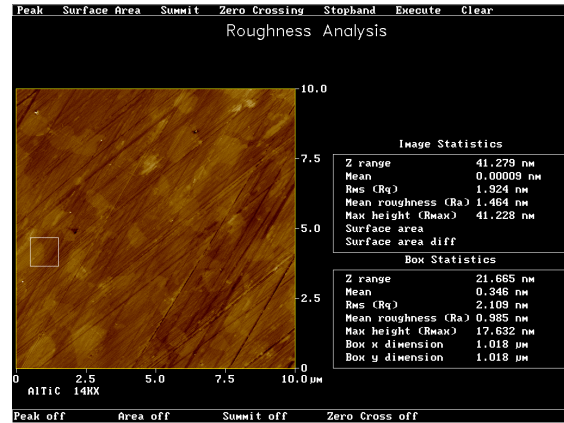 Peak Surface Area Summit Zero Crossing Stopband Execute Clear
Roughness Analysis
10.0
7.5
5.0
2.5
0
0 2.5 5.0 7.5 10.0 µm
AlTiC 14KX
Image Statistics
Z range 41.279 nm
Mean 0.00009 nm
Rms (Rq) 1.924 nm
Mean roughness (Ra) 1.464 nm
Max height (Rmax) 41.228 nm
Surface area
Surface area diff
Box Statistics
Z range 21.665 nm
Mean 0.346 nm
Rms (Rq) 2.109 nm
Mean roughness (Ra) 0.985 nm
Max height (Rmax) 17.632 nm
Box x dimension 1.018 µm
Box y dimension 1.018 µm
Peak off Area off Summit off Zero Cross off